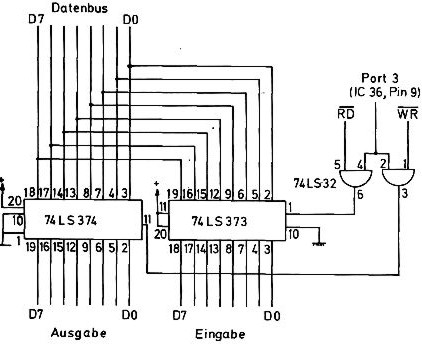 Datenbus
D7 D0
Port 3
(IC 36, Pin 9)
RD WR
5 4 2 1
74LS32
6 3
18 17 14 13 8 7 4 3
19 16 15 12 9 6 5 2
+ +
20 11 11 1
10 74LS374 74LS373
1 20 10
19 16 15 12 9 6 5 2
18 17 14 13 8 7 4 3
D7 D0 D7 D0
Ausgabe Eingabe